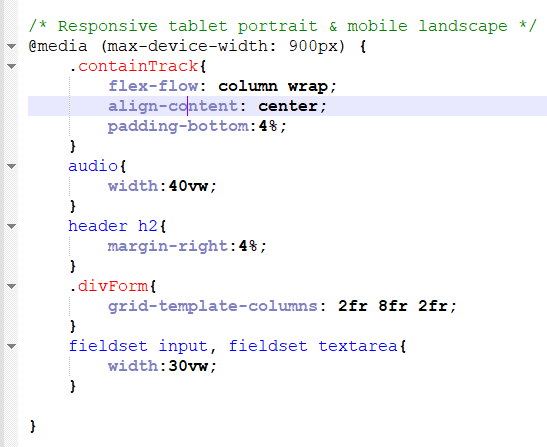 /* Responsive tablet portrait & mobile landscape */
@media (max-device-width: 900px) {
.containTrack{
flex-flow: column wrap;
align-content: center;
padding-bottom:4%;
}
audio{
width:40vw;
}
header h2{
margin-right:4%;
}
.divForm{
grid-template-columns: 2fr 8fr 2fr;
}
fieldset input, fieldset textarea{
width:30vw;
}
}